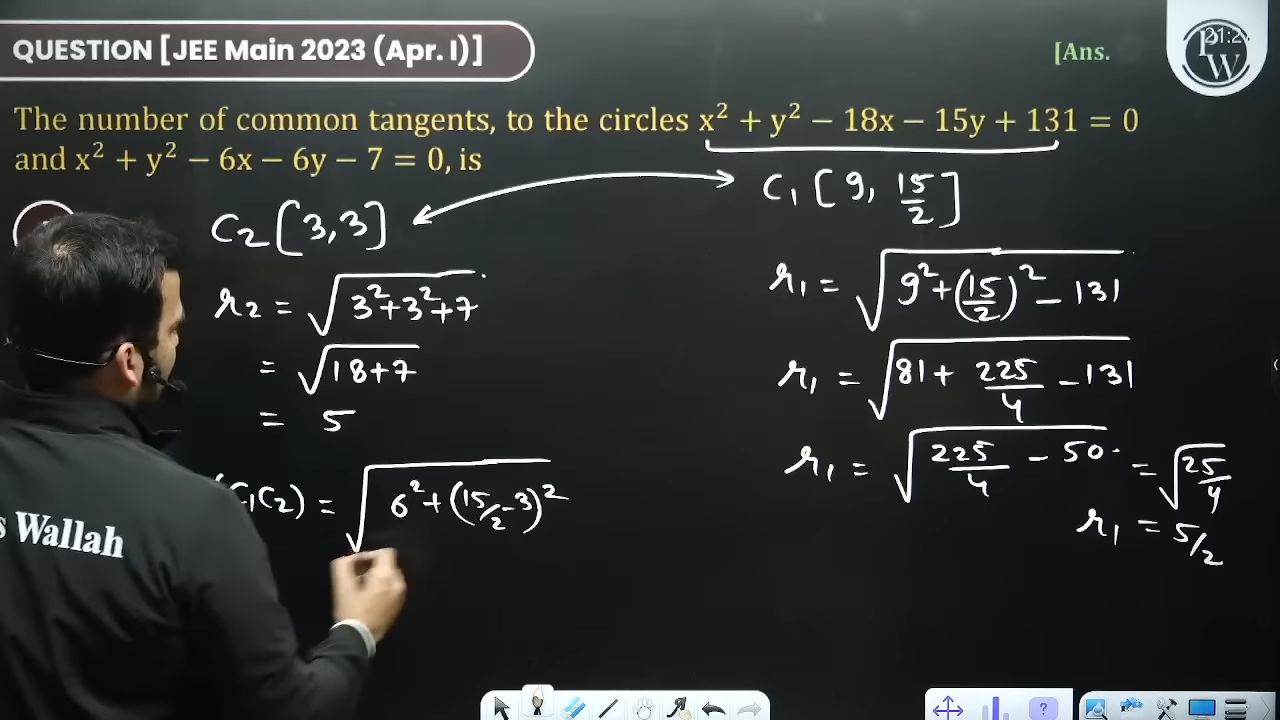 QUESTION [JEE Main 2023 (Apr. I)]
[Ans.
21:2
PW
The number of common tangents, to the circles x² + y² − 18x − 15y + 131 = 0
and x² + y² − 6x − 6y − 7 = 0, is
C₂ [3, 3]
C₁ [9, 15/2]
r₂ = √(3²+3²+7)
= √(18+7)
= 5
r₁ = √(9²+(15/2)²−131)
r₁ = √(81+ 225/4 −131)
r₁ = √(225/4 − 50) = √(25/4)
r₁ = 5/2
C₁C₂) = √(6²+(15/2−3)²)
s Wallah